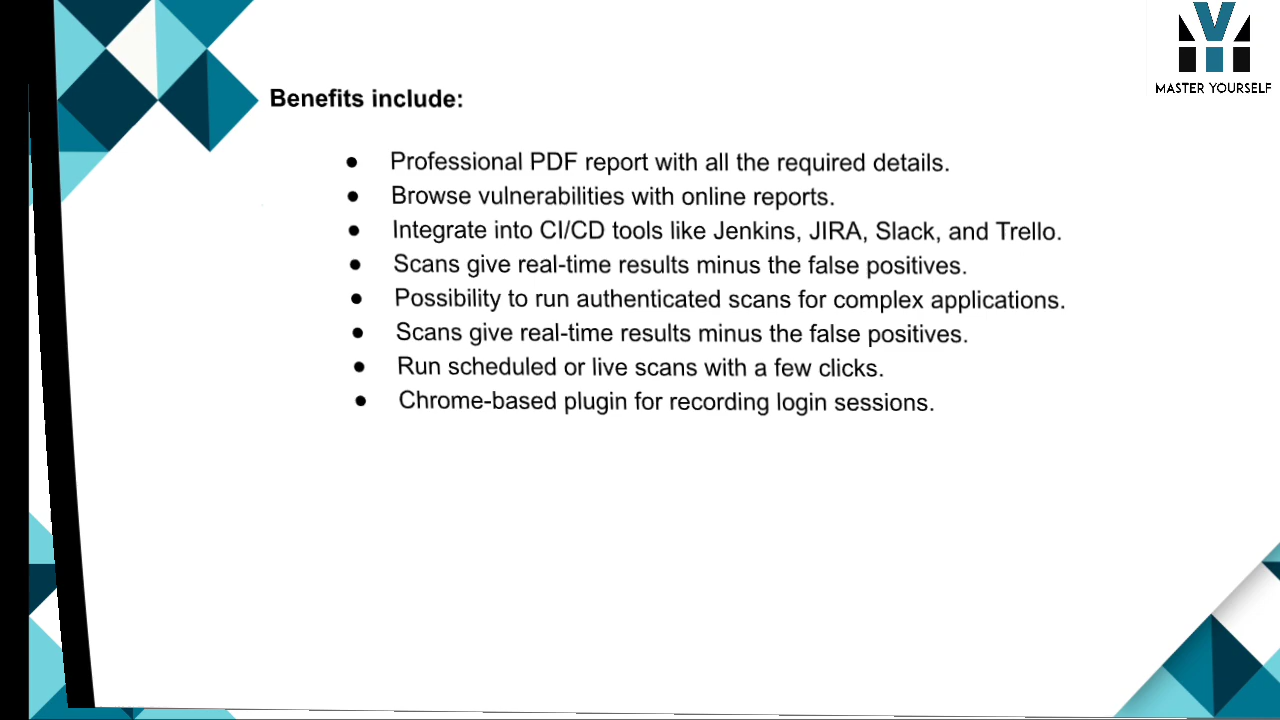 MASTER YOURSELF
Benefits include:
● Professional PDF report with all the required details.
● Browse vulnerabilities with online reports.
● Integrate into CI/CD tools like Jenkins, JIRA, Slack, and Trello.
● Scans give real-time results minus the false positives.
● Possibility to run authenticated scans for complex applications.
● Scans give real-time results minus the false positives.
● Run scheduled or live scans with a few clicks.
● Chrome-based plugin for recording login sessions.